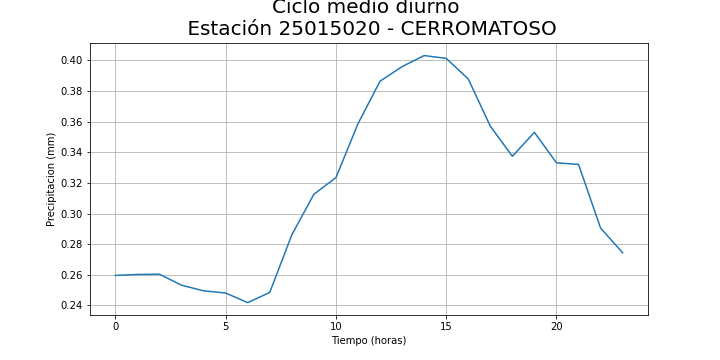 Ciclo medio diurno
Estación 25015020 - CERROMATOSO
0.40
0.38
0.36
0.34
0.32
0.30
0.28
0.26
0.24
Precipitacion (mm)
0 5 10 15 20
Tiempo (horas)